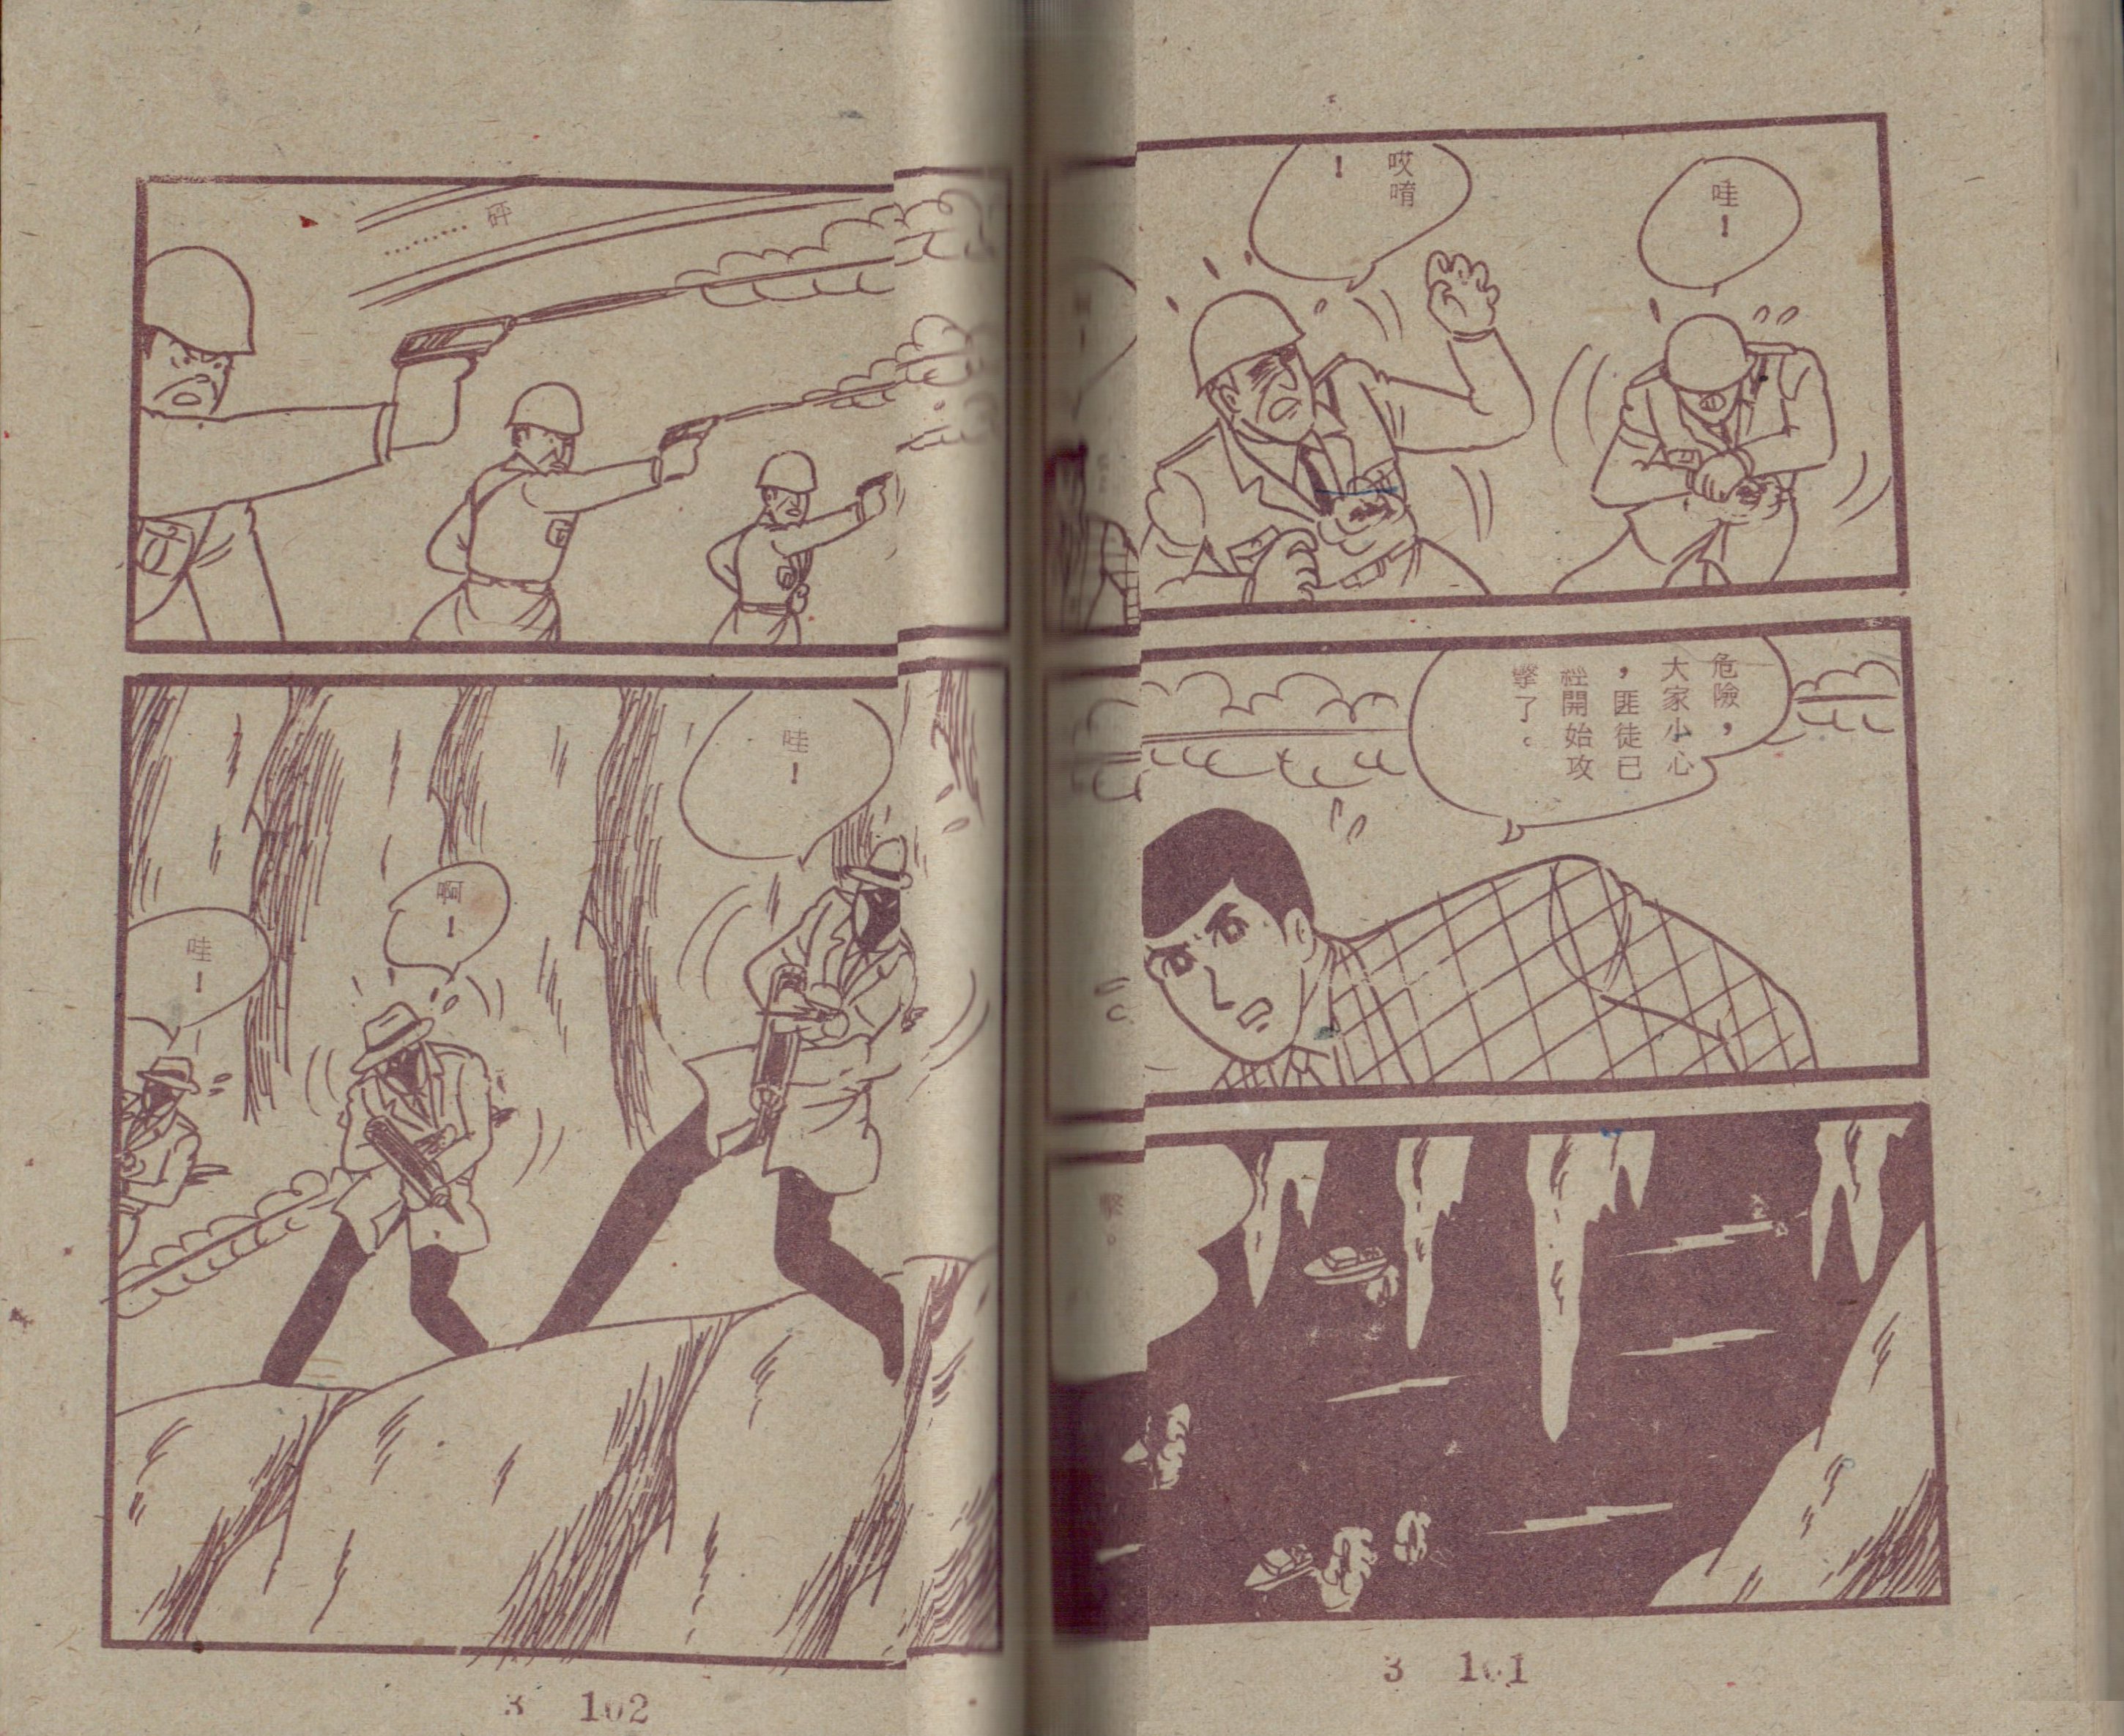 哇！
哎唷
！
危險，
大家小心
，匪徒已
經開始攻
擊了。
擊。
3 101
砰
………
哇！
啊！
哇！
3 102